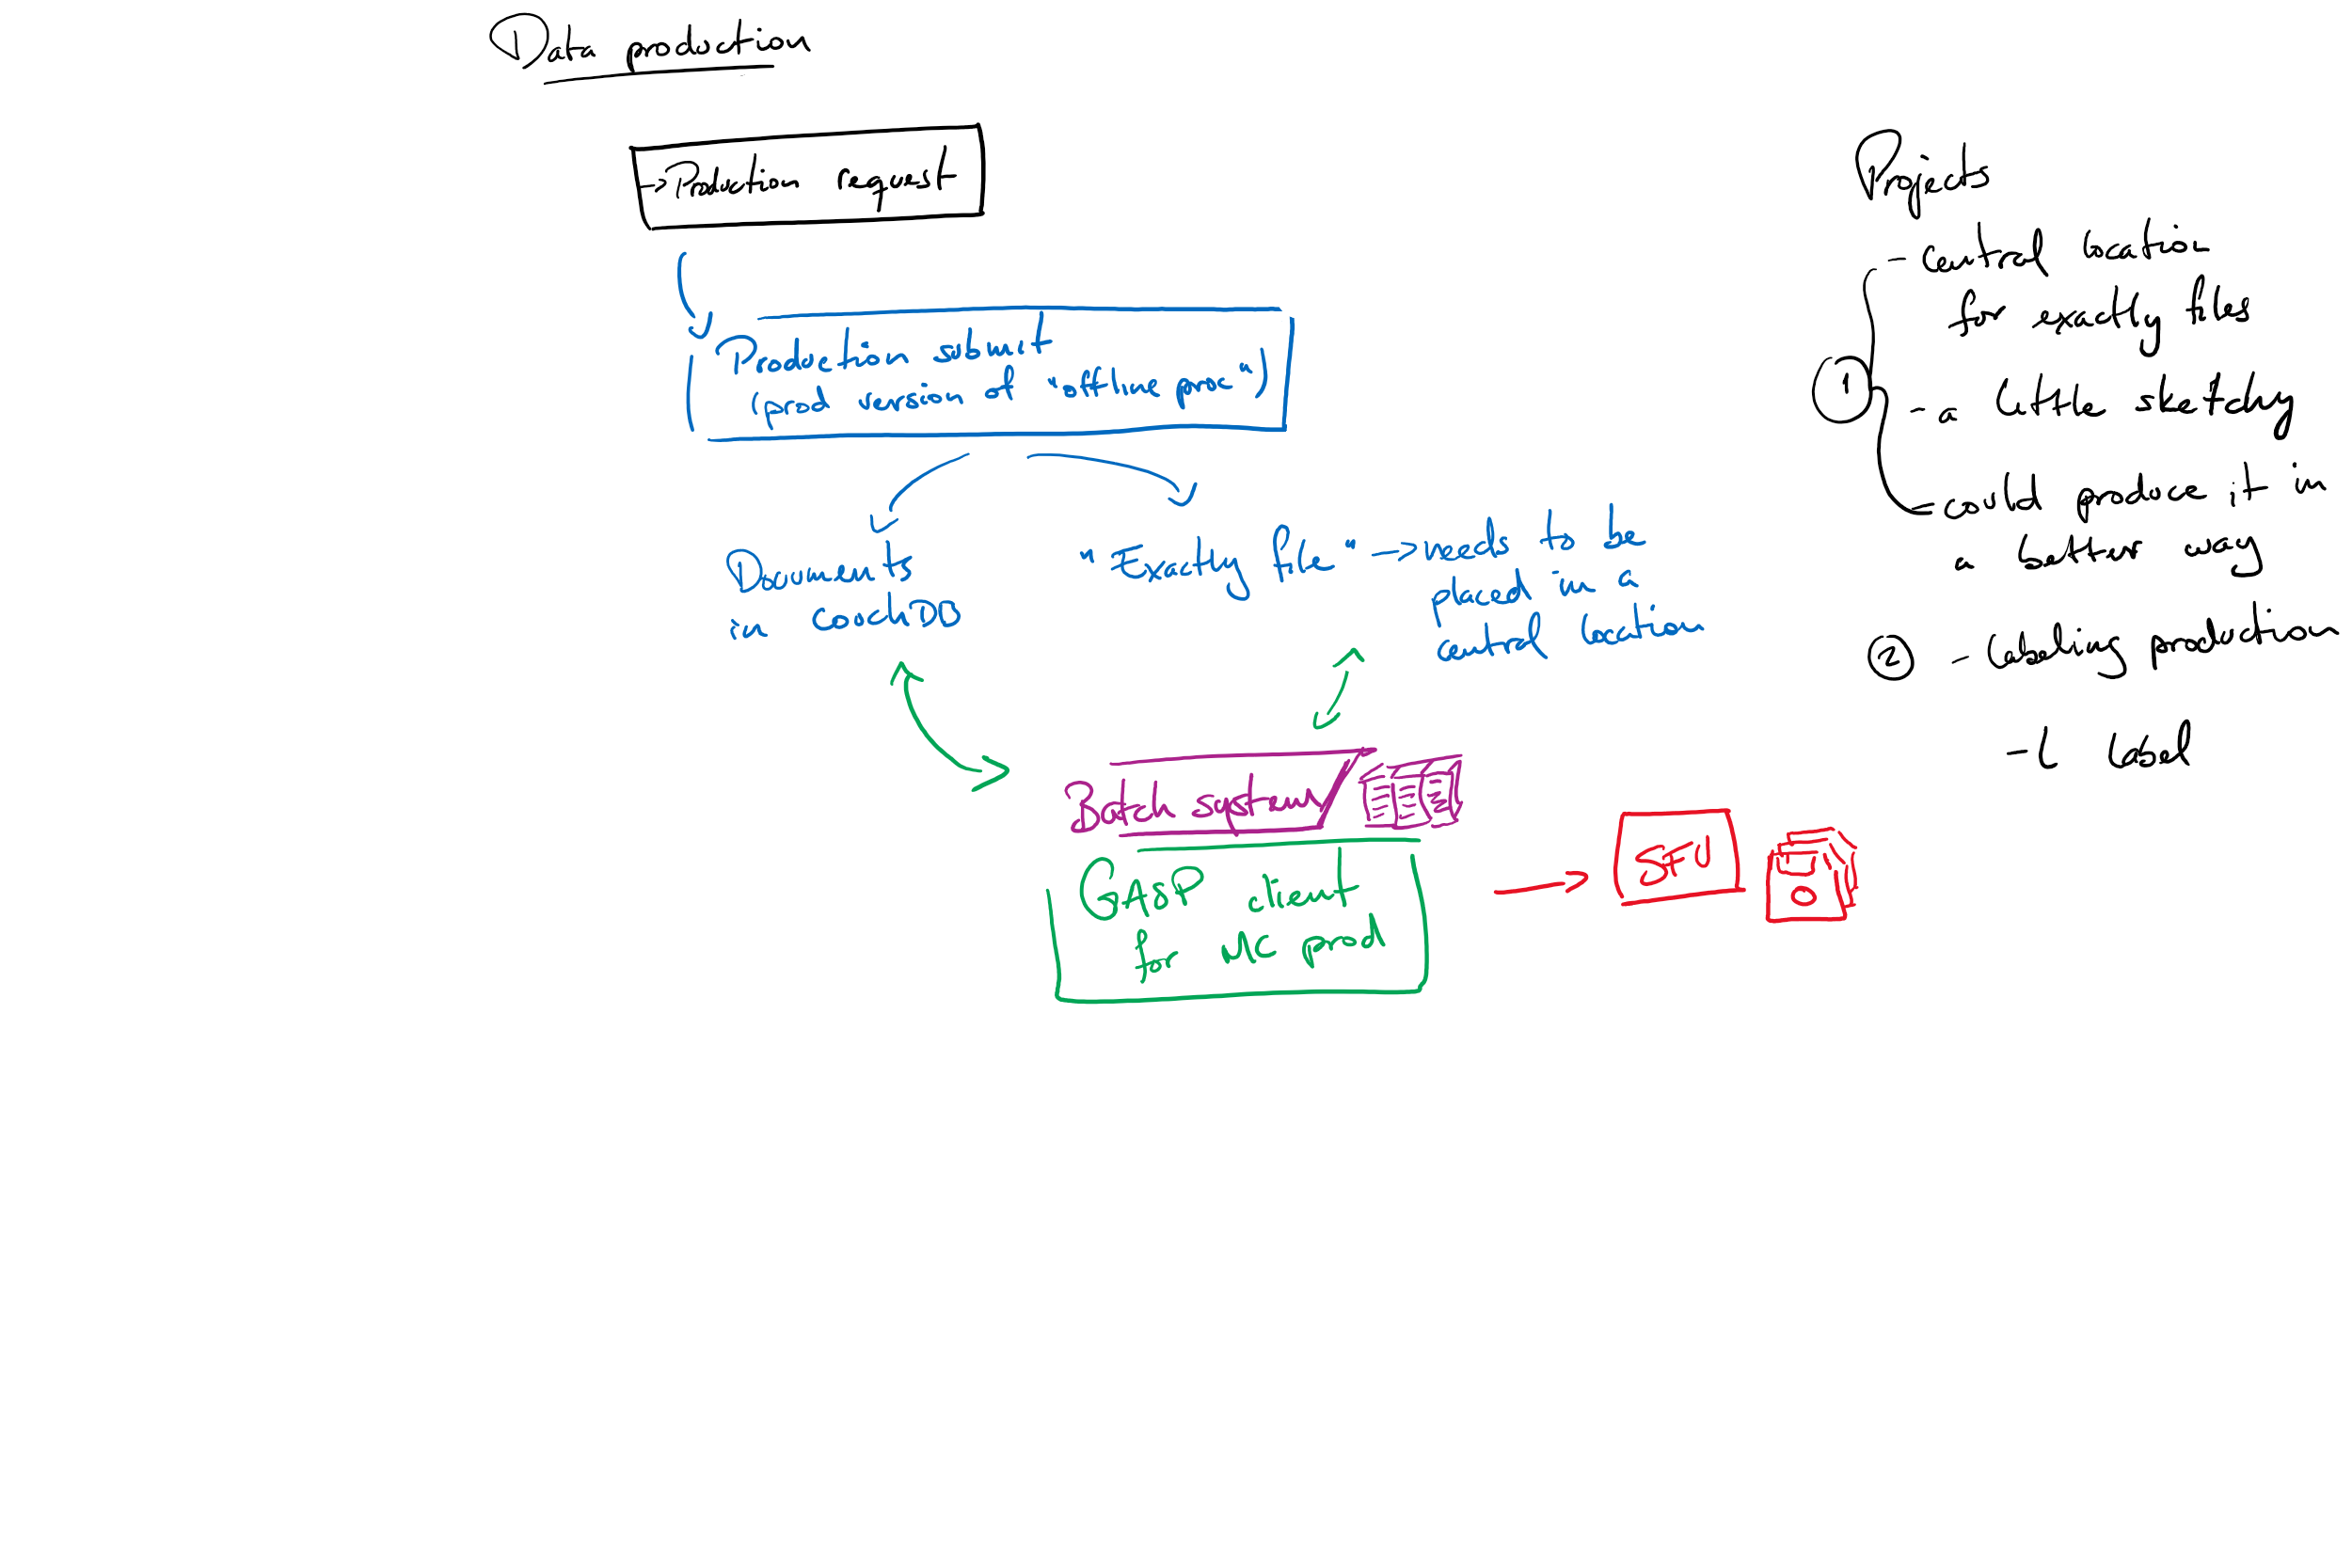 Data production
→ Production request
Production submit
(prod version of "offline proc")
Documents
in CouchDB
"Exactly file" → needs to be
placed in a
central location
Batch system
GASP client
for MC prod
→ SFU
Projects
- central location
for exactly files
① - a little sketchy
- could produce it in
a better way
② - labeling production
-l label